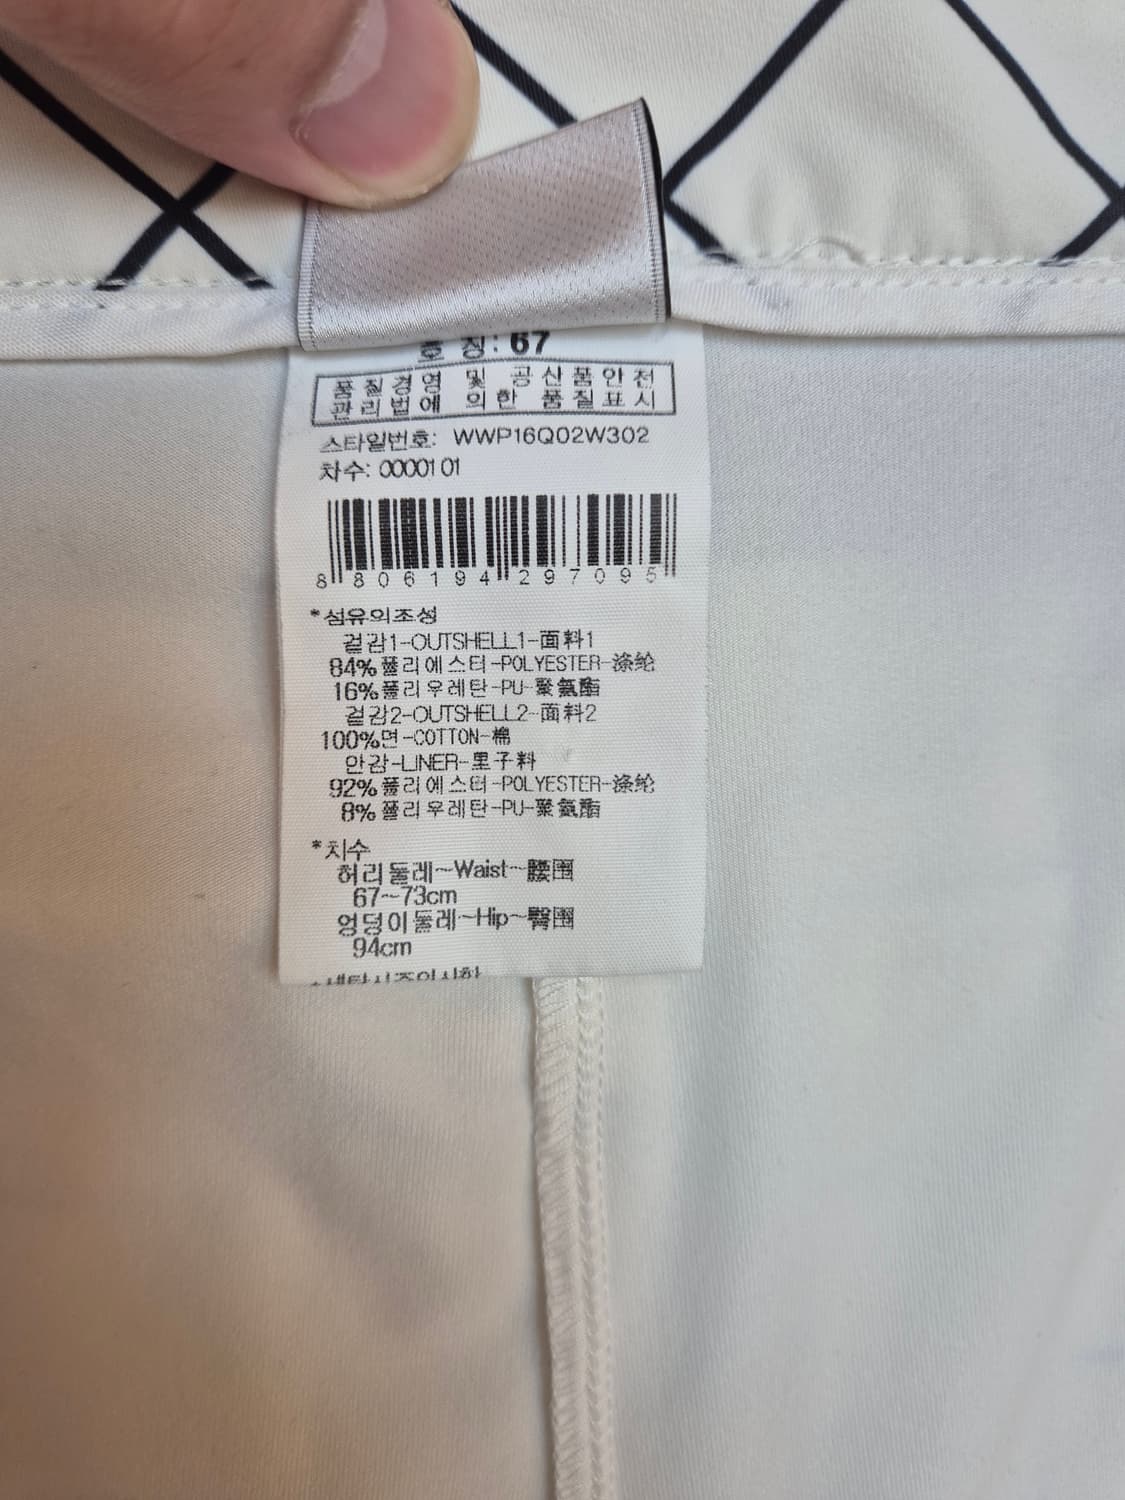 호 칭: 67
품질경영 및 공산품안전
관리법에 의한 품질표시
스타일번호: WWP16Q02W302
차수: 0000101
8 806194 297095
*섬유의조성
겉감1-OUTSHELL1-面料1
84%폴리에스터-POLYESTER-涤纶
16%폴리우레탄-PU-聚氨酯
겉감2-OUTSHELL2-面料2
100%면-COTTON-棉
안감-LINER-里子料
92%폴리에스터-POLYESTER-涤纶
8%폴리우레탄-PU-聚氨酯
*치수
허리둘레~Waist~腰围
67~73cm
엉덩이둘레~Hip~臀围
94cm